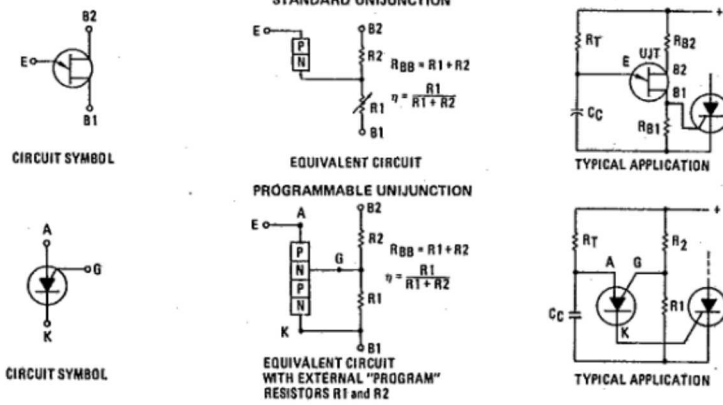 STANDARD UNIJUNCTION
B2
E
B1
CIRCUIT SYMBOL
E
P
N
B2
R2
R1
B1
RBB = R1 + R2
η = R1 / R1 + R2
EQUIVALENT CIRCUIT
+
RT
RB2
UJT
E
B2
B1
CC
RB1
TYPICAL APPLICATION
PROGRAMMABLE UNIJUNCTION
A
G
K
CIRCUIT SYMBOL
E
A
P
N
P
N
G
K
B2
R2
R1
B1
RBB = R1 + R2
η = R1 / R1 + R2
EQUIVALENT CIRCUIT
WITH EXTERNAL "PROGRAM"
RESISTORS R1 and R2
+
RT
R2
A
G
R1
CC
K
TYPICAL APPLICATION